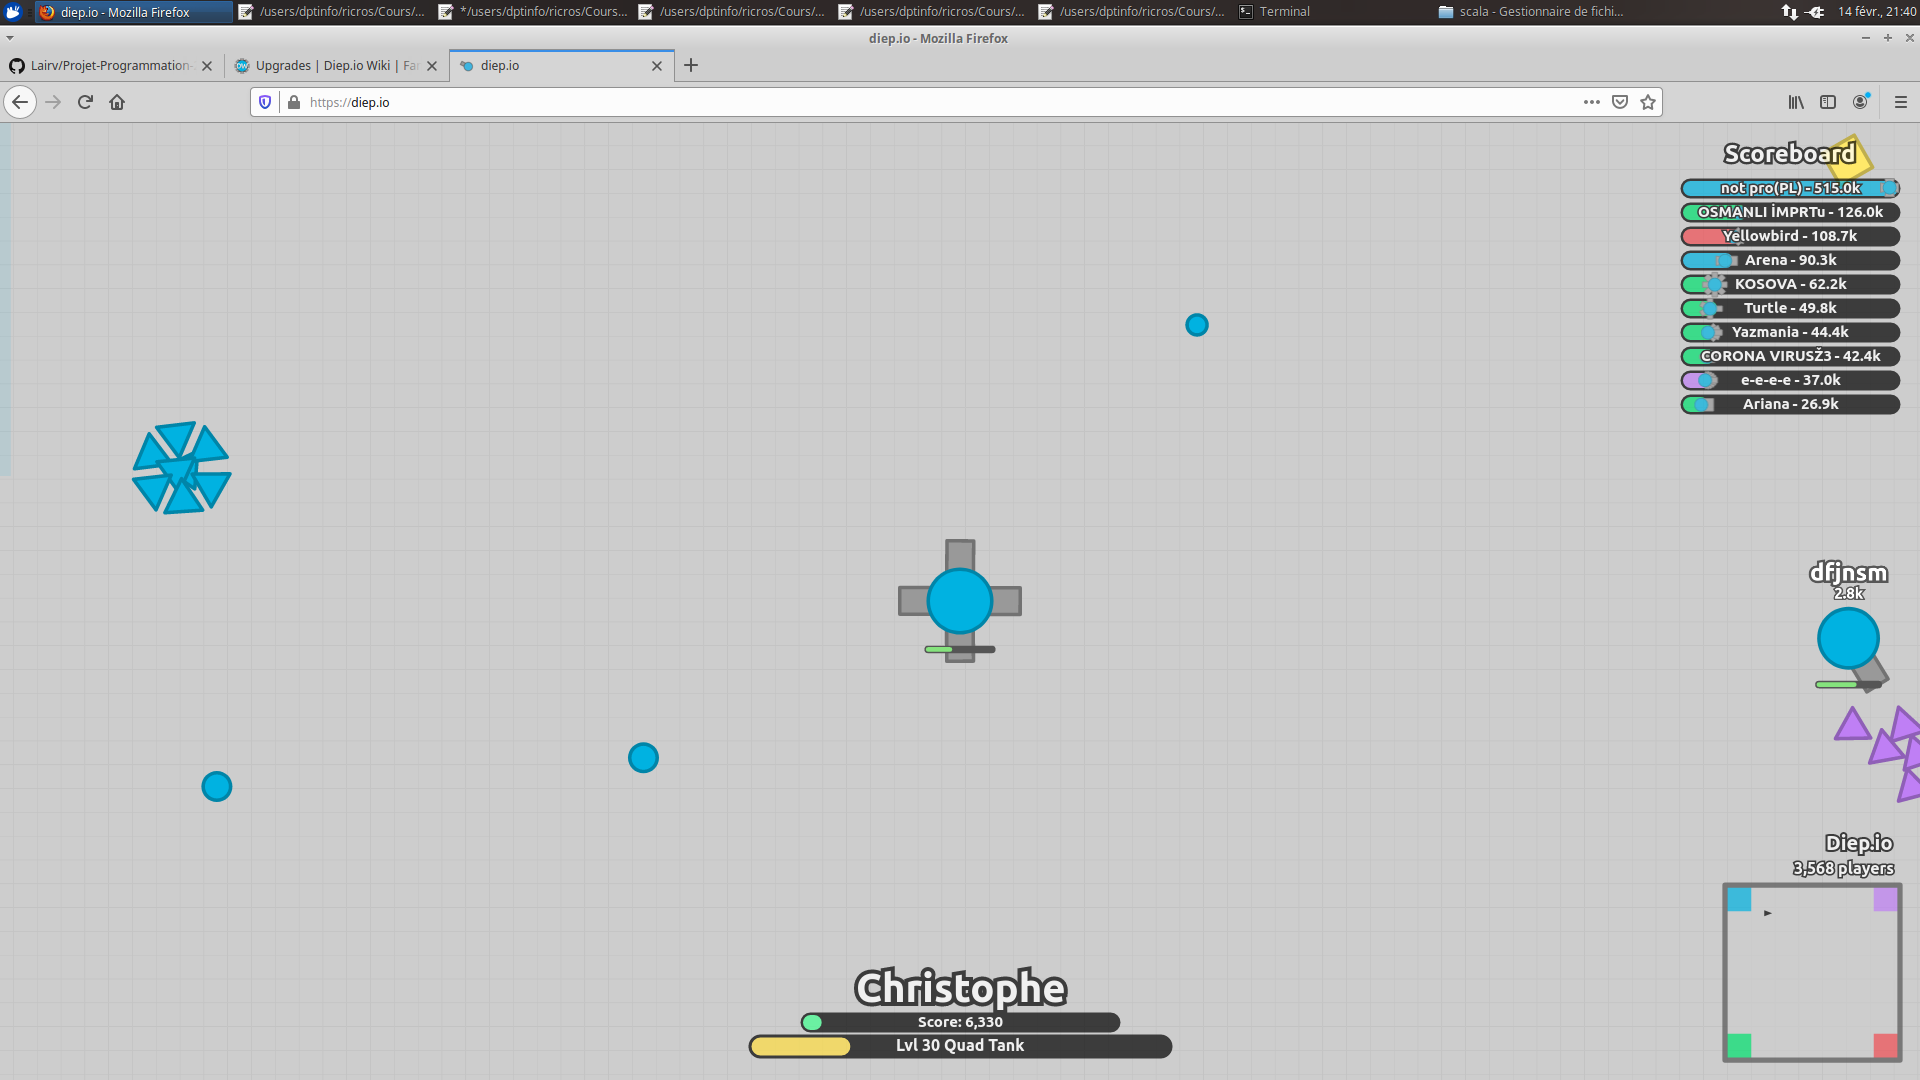 diep.io - Mozilla Firefox
/users/dptinfo/ricros/Cours/...
*/users/dptinfo/ricros/Cours...
/users/dptinfo/ricros/Cours/...
/users/dptinfo/ricros/Cours/...
/users/dptinfo/ricros/Cours/...
Terminal
scala - Gestionnaire de fichi...
14 févr., 21:40
diep.io - Mozilla Firefox
Lairv/Projet-Programmation-
Upgrades | Diep.io Wiki | Fa
diep.io
https://diep.io
Scoreboard
not pro(PL) - 515.0k
OSMANLI İMPRTu - 126.0k
Yellowbird - 108.7k
Arena - 90.3k
KOSOVA - 62.2k
Turtle - 49.8k
Yazmania - 44.4k
CORONA VIRUSŽ3 - 42.4k
e-e-e-e - 37.0k
Ariana - 26.9k
dfjnsm
2.8k
Diep.io
3,568 players
Christophe
Score: 6,330
Lvl 30 Quad Tank